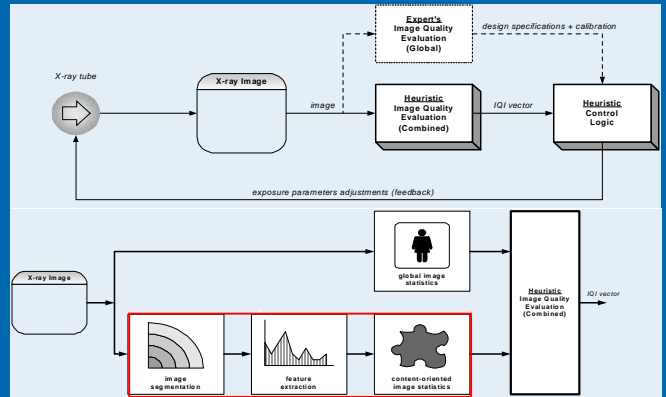 Expert's
Image Quality
Evaluation
(Global)
design specifications + calibration
X-ray tube
X-ray Image
image
Heuristic
Image Quality
Evaluation
(Combined)
IQI vector
Heuristic
Control
Logic
exposure parameters adjustments (feedback)
X-ray Image
global image
statistics
Heuristic
Image Quality
Evaluation
(Combined)
IQI vector
image
segmentation
feature
extraction
content-oriented
image statistics